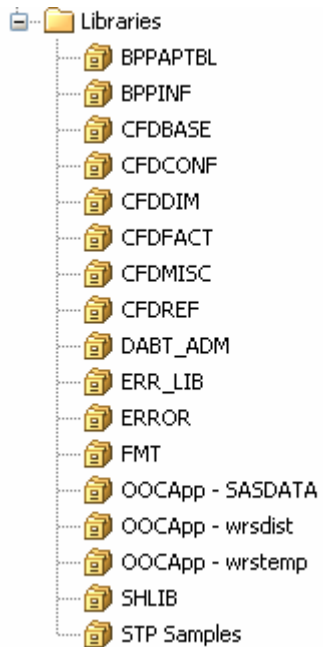 Libraries
BPPAPTBL
BPPINF
CFDBASE
CFDCONF
CFDDIM
CFDFACT
CFDMISC
CFDREF
DABT_ADM
ERR_LIB
ERROR
FMT
OOCApp - SASDATA
OOCApp - wrsdist
OOCApp - wrstemp
SHLIB
STP Samples